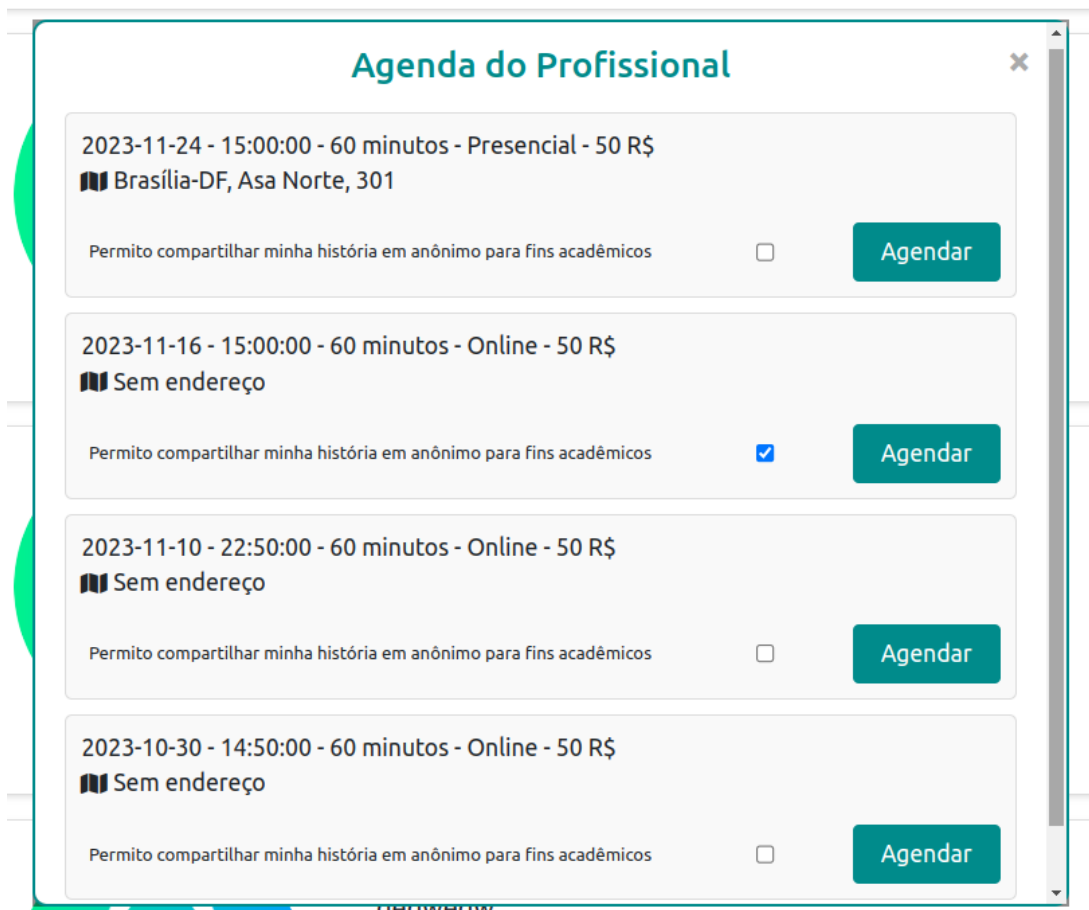 Agenda do Profissional
2023-11-24 - 15:00:00 - 60 minutos - Presencial - 50 R$
Brasília-DF, Asa Norte, 301
Permito compartilhar minha história em anônimo para fins acadêmicos
Agendar
2023-11-16 - 15:00:00 - 60 minutos - Online - 50 R$
Sem endereço
Permito compartilhar minha história em anônimo para fins acadêmicos
Agendar
2023-11-10 - 22:50:00 - 60 minutos - Online - 50 R$
Sem endereço
Permito compartilhar minha história em anônimo para fins acadêmicos
Agendar
2023-10-30 - 14:50:00 - 60 minutos - Online - 50 R$
Sem endereço
Permito compartilhar minha história em anônimo para fins acadêmicos
Agendar